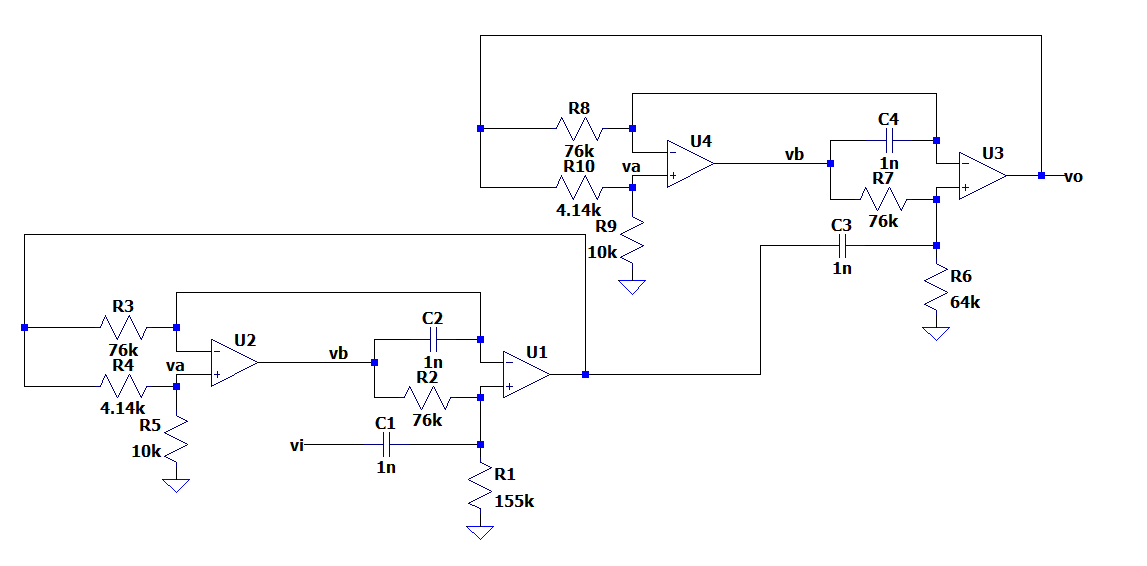 R8
76k
U4
C4
1n
U3
R10
4.14k
va
vb
R7
76k
vo
R9
10k
C3
1n
R6
64k
R3
76k
U2
C2
1n
U1
R4
4.14k
va
vb
R2
76k
R5
10k
C1
1n
vi
R1
155k